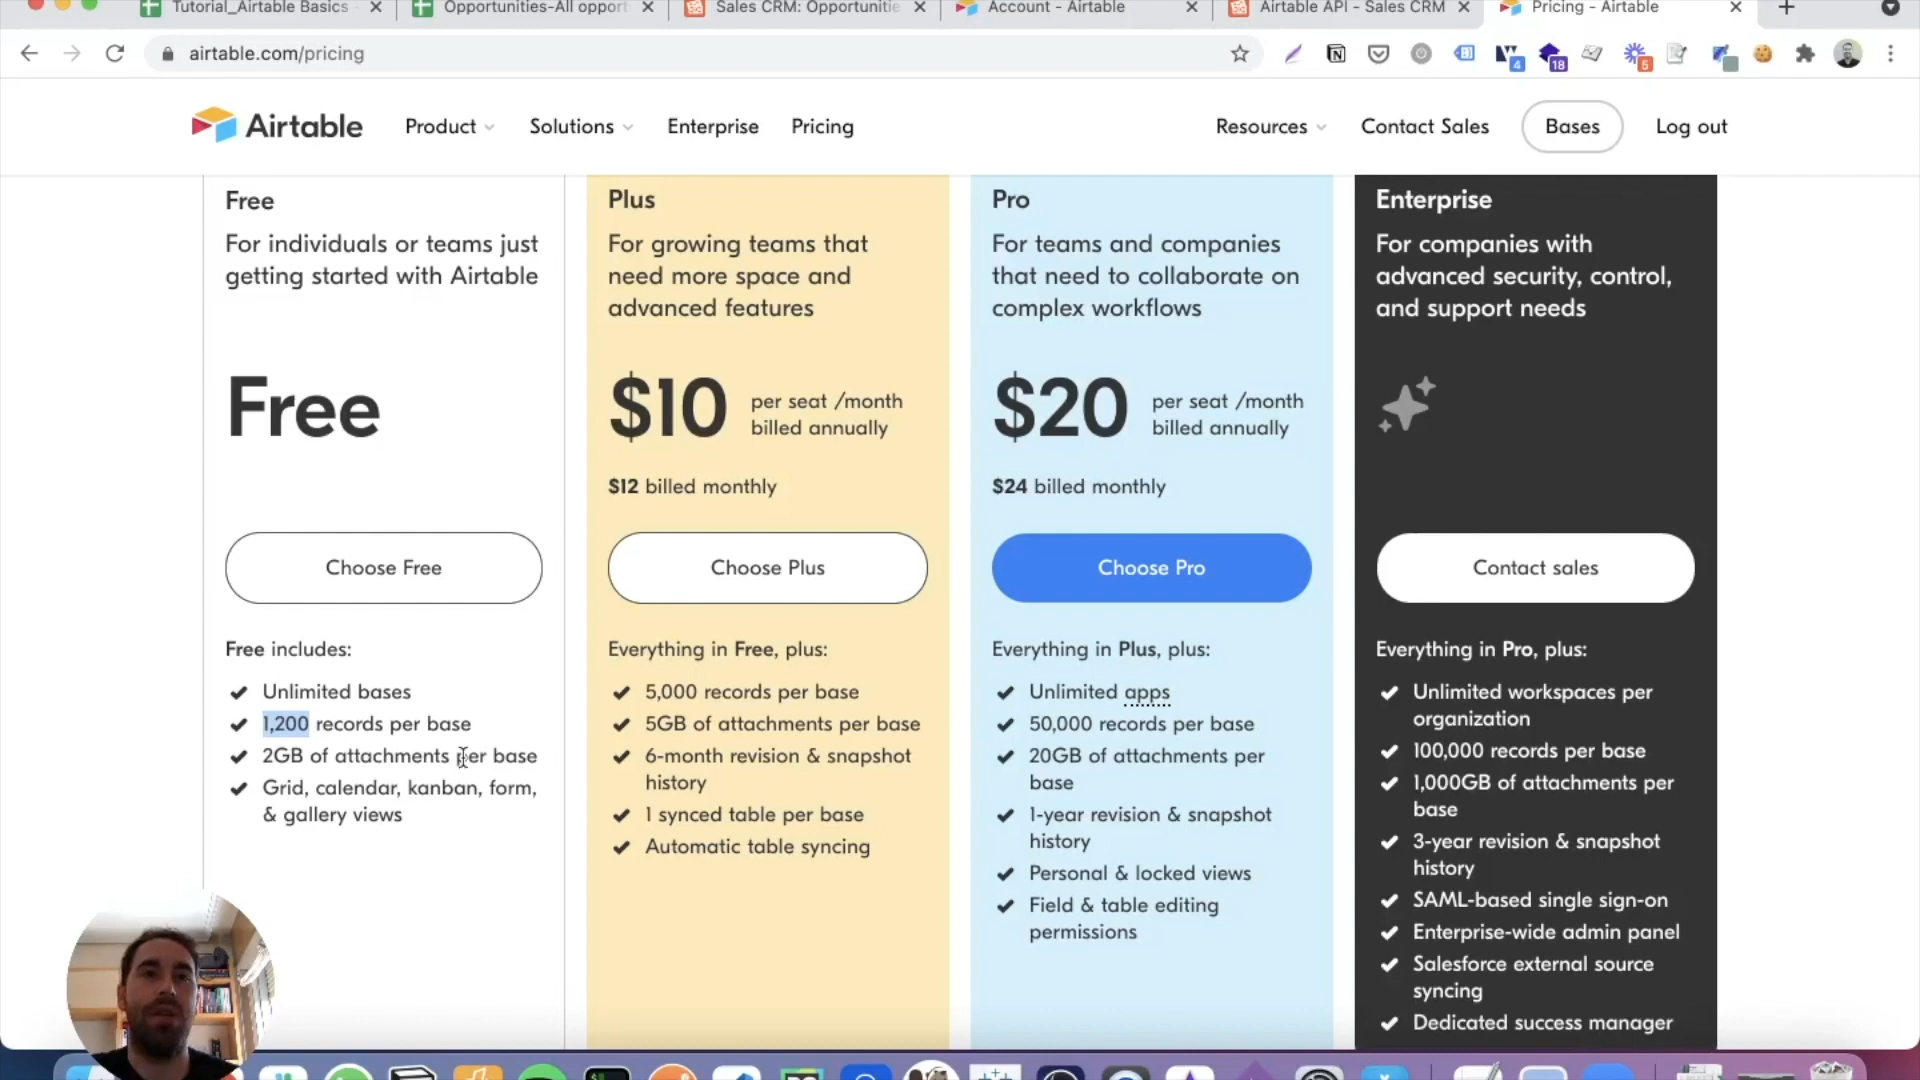 Tutorial_Airtable Basics
Opportunities-All opport
Sales CRM: Opportunitie
Account - Airtable
Airtable API - Sales CRM
Pricing - Airtable
airtable.com/pricing
4
18
5
Airtable
Product
Solutions
Enterprise
Pricing
Resources
Contact Sales
Bases
Log out
Free
For individuals or teams just
getting started with Airtable
Free
Choose Free
Free includes:
Unlimited bases
1,200 records per base
2GB of attachments per base
Grid, calendar, kanban, form,
& gallery views
Plus
For growing teams that
need more space and
advanced features
$10
per seat /month
billed annually
$12 billed monthly
Choose Plus
Everything in Free, plus:
5,000 records per base
5GB of attachments per base
6-month revision & snapshot
history
1 synced table per base
Automatic table syncing
Pro
For teams and companies
that need to collaborate on
complex workflows
$20
per seat /month
billed annually
$24 billed monthly
Choose Pro
Everything in Plus, plus:
Unlimited apps
50,000 records per base
20GB of attachments per
base
1-year revision & snapshot
history
Personal & locked views
Field & table editing
permissions
Enterprise
For companies with
advanced security, control,
and support needs
Contact sales
Everything in Pro, plus:
Unlimited workspaces per
organization
100,000 records per base
1,000GB of attachments per
base
3-year revision & snapshot
history
SAML-based single sign-on
Enterprise-wide admin panel
Salesforce external source
syncing
Dedicated success manager